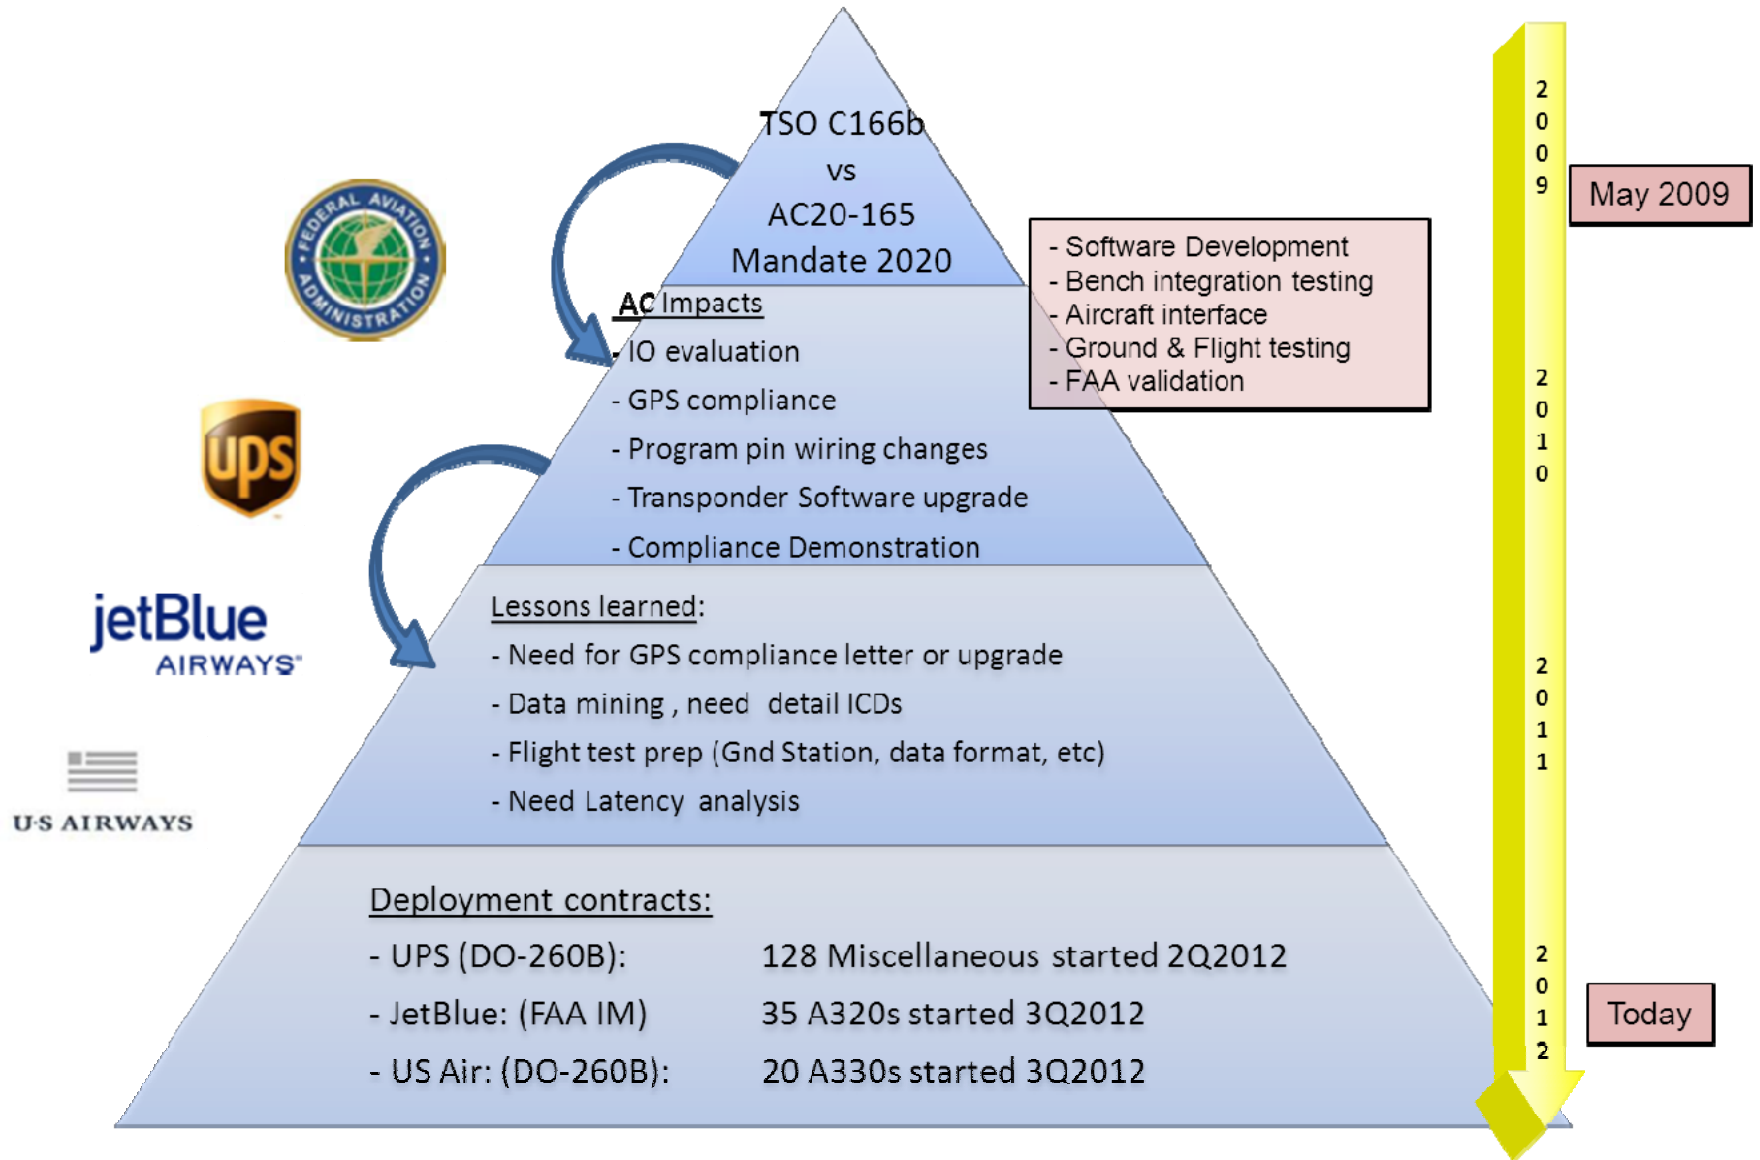 TSO C166b
vs
AC20-165
Mandate 2020
AC Impacts
- IO evaluation
- GPS compliance
- Program pin wiring changes
- Transponder Software upgrade
- Compliance Demonstration
Lessons learned:
- Need for GPS compliance letter or upgrade
- Data mining , need detail ICDs
- Flight test prep (Gnd Station, data format, etc)
- Need Latency analysis
Deployment contracts:
- UPS (DO-260B): 128 Miscellaneous started 2Q2012
- JetBlue: (FAA IM) 35 A320s started 3Q2012
- US Air: (DO-260B): 20 A330s started 3Q2012
- Software Development
- Bench integration testing
- Aircraft interface
- Ground & Flight testing
- FAA validation
FEDERAL AVIATION
ADMINISTRATION
ups
jetBlue
AIRWAYS
U·S AIRWAYS
2009
2010
2011
2012
May 2009
Today